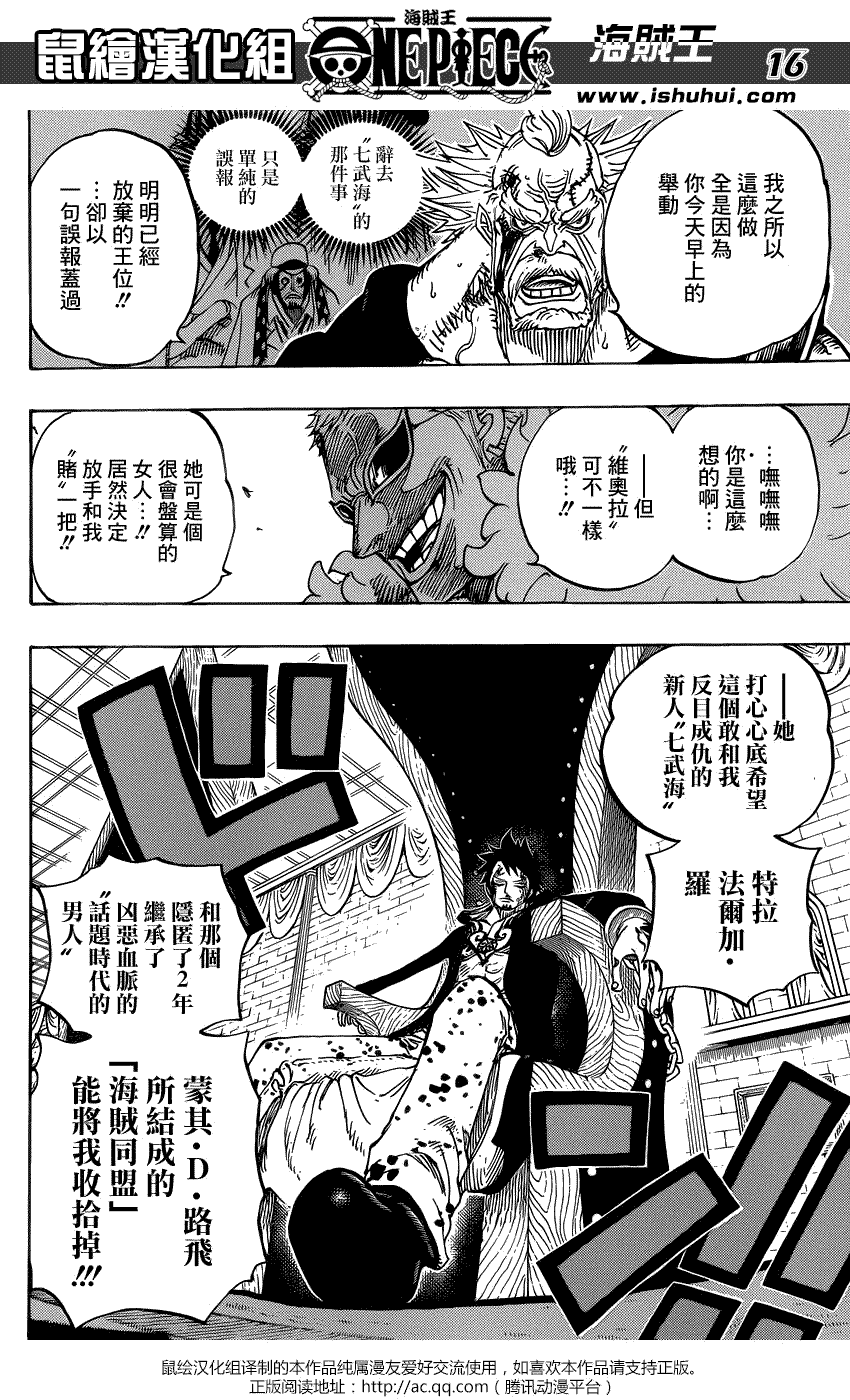 鼠繪漢化組
海賊王
ONE PIECE
海賊王
16
www.ishuhui.com
我之所以
這麼做
全是因為
你今天早上的
舉動
辭去
〝七武海〞的
那件事
只是
單純的
誤報
明明已經
放棄的王位!!
…卻以
一句誤報蓋過
…嘸嘸嘸
你是這麼
想的啊…
——但
〝維奧拉〞
可不一樣
哦…!!
她可是個
很會盤算的
女人…!!
居然決定
放手和我
〝賭〞一把!!
——她
打心心底希望
這個敢和我
反目成仇的
新人〝七武海〞
特拉
法爾加·
羅
和那個
隱匿了2年
繼承了
凶惡血脈的
〝話題時代的
男人〞
蒙其·D·路飛
所結成的
「海賊同盟」
能將我收拾掉!!!
ドン!!
鼠绘汉化组译制的本作品纯属漫友爱好交流使用，如喜欢本作品请支持正版。
正版阅读地址：http://ac.qq.com（腾讯动漫平台）